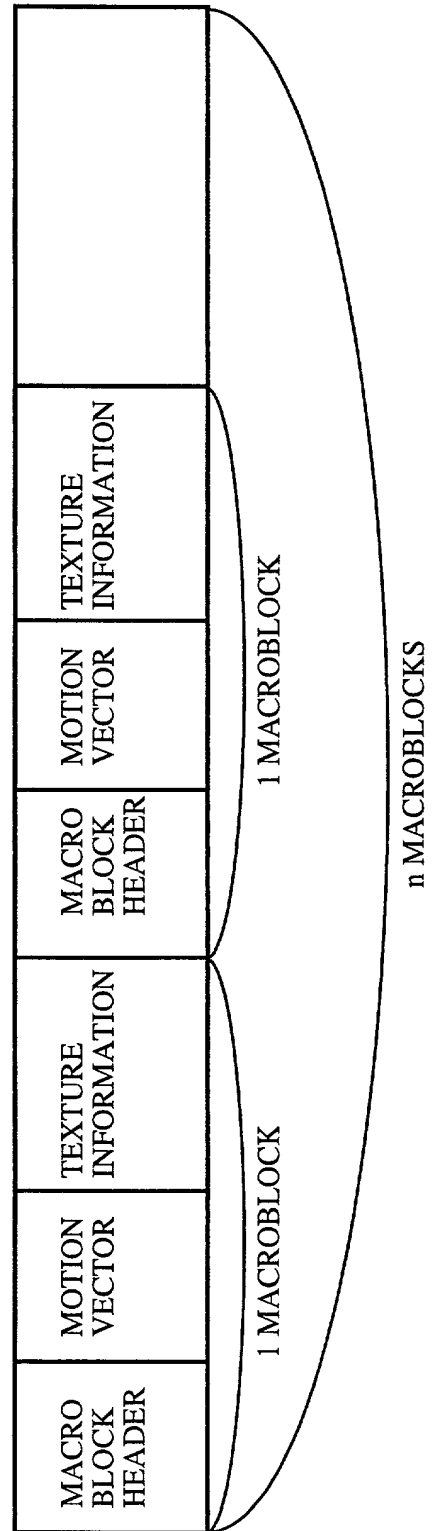 MACRO
BLOCK
HEADER
MOTION
VECTOR
TEXTURE
INFORMATION
MACRO
BLOCK
HEADER
MOTION
VECTOR
TEXTURE
INFORMATION
1 MACROBLOCK
1 MACROBLOCK
n MACROBLOCKS